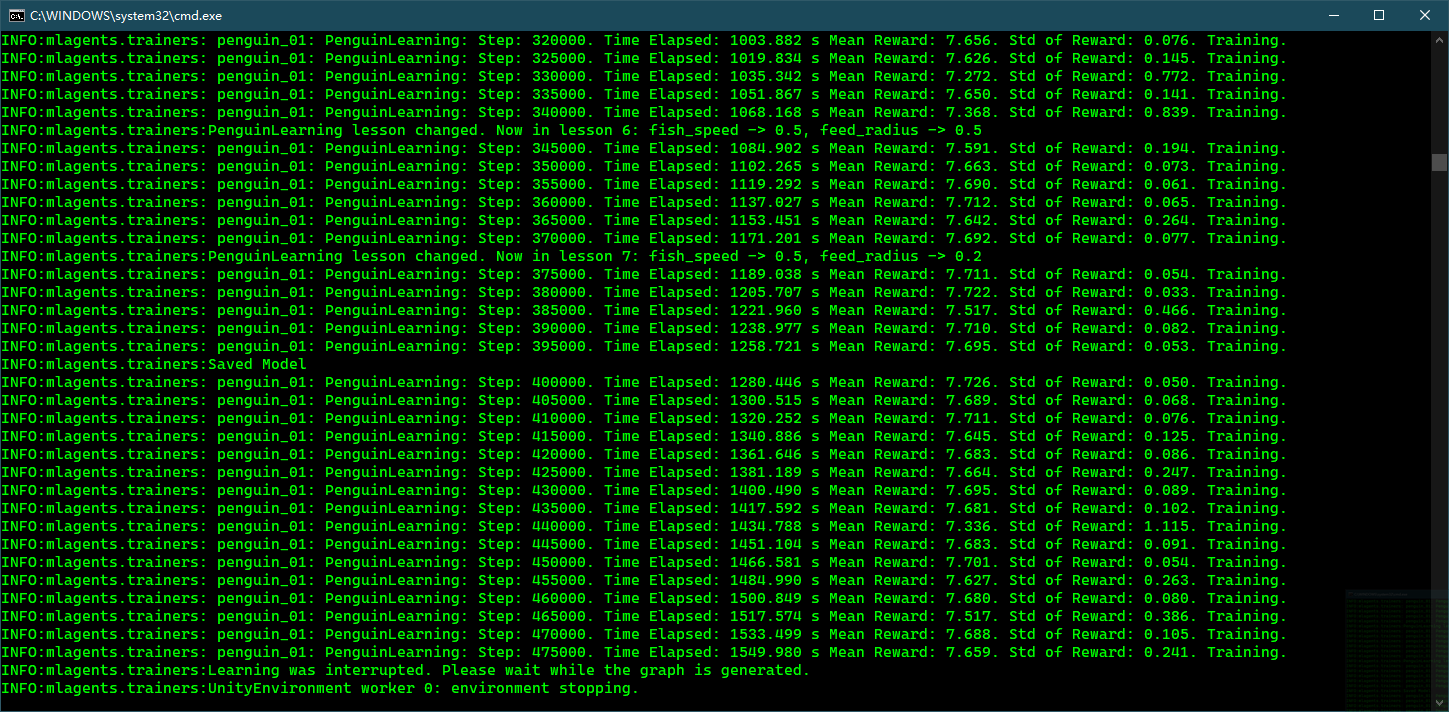 C:\WINDOWS\system32\cmd.exe
INFO:mlagents.trainers: penguin_01: PenguinLearning: Step: 320000. Time Elapsed: 1003.882 s Mean Reward: 7.656. Std of Reward: 0.076. Training.
INFO:mlagents.trainers: penguin_01: PenguinLearning: Step: 325000. Time Elapsed: 1019.834 s Mean Reward: 7.626. Std of Reward: 0.145. Training.
INFO:mlagents.trainers: penguin_01: PenguinLearning: Step: 330000. Time Elapsed: 1035.342 s Mean Reward: 7.272. Std of Reward: 0.772. Training.
INFO:mlagents.trainers: penguin_01: PenguinLearning: Step: 335000. Time Elapsed: 1051.867 s Mean Reward: 7.650. Std of Reward: 0.141. Training.
INFO:mlagents.trainers: penguin_01: PenguinLearning: Step: 340000. Time Elapsed: 1068.168 s Mean Reward: 7.368. Std of Reward: 0.839. Training.
INFO:mlagents.trainers:PenguinLearning lesson changed. Now in lesson 6: fish_speed -> 0.5, feed_radius -> 0.5
INFO:mlagents.trainers: penguin_01: PenguinLearning: Step: 345000. Time Elapsed: 1084.902 s Mean Reward: 7.591. Std of Reward: 0.194. Training.
INFO:mlagents.trainers: penguin_01: PenguinLearning: Step: 350000. Time Elapsed: 1102.265 s Mean Reward: 7.663. Std of Reward: 0.073. Training.
INFO:mlagents.trainers: penguin_01: PenguinLearning: Step: 355000. Time Elapsed: 1119.292 s Mean Reward: 7.690. Std of Reward: 0.061. Training.
INFO:mlagents.trainers: penguin_01: PenguinLearning: Step: 360000. Time Elapsed: 1137.027 s Mean Reward: 7.712. Std of Reward: 0.065. Training.
INFO:mlagents.trainers: penguin_01: PenguinLearning: Step: 365000. Time Elapsed: 1153.451 s Mean Reward: 7.642. Std of Reward: 0.264. Training.
INFO:mlagents.trainers: penguin_01: PenguinLearning: Step: 370000. Time Elapsed: 1171.201 s Mean Reward: 7.692. Std of Reward: 0.077. Training.
INFO:mlagents.trainers:PenguinLearning lesson changed. Now in lesson 7: fish_speed -> 0.5, feed_radius -> 0.2
INFO:mlagents.trainers: penguin_01: PenguinLearning: Step: 375000. Time Elapsed: 1189.038 s Mean Reward: 7.711. Std of Reward: 0.054. Training.
INFO:mlagents.trainers: penguin_01: PenguinLearning: Step: 380000. Time Elapsed: 1205.707 s Mean Reward: 7.722. Std of Reward: 0.033. Training.
INFO:mlagents.trainers: penguin_01: PenguinLearning: Step: 385000. Time Elapsed: 1221.960 s Mean Reward: 7.517. Std of Reward: 0.466. Training.
INFO:mlagents.trainers: penguin_01: PenguinLearning: Step: 390000. Time Elapsed: 1238.977 s Mean Reward: 7.710. Std of Reward: 0.082. Training.
INFO:mlagents.trainers: penguin_01: PenguinLearning: Step: 395000. Time Elapsed: 1258.721 s Mean Reward: 7.695. Std of Reward: 0.053. Training.
INFO:mlagents.trainers:Saved Model
INFO:mlagents.trainers: penguin_01: PenguinLearning: Step: 400000. Time Elapsed: 1280.446 s Mean Reward: 7.726. Std of Reward: 0.050. Training.
INFO:mlagents.trainers: penguin_01: PenguinLearning: Step: 405000. Time Elapsed: 1300.515 s Mean Reward: 7.689. Std of Reward: 0.068. Training.
INFO:mlagents.trainers: penguin_01: PenguinLearning: Step: 410000. Time Elapsed: 1320.252 s Mean Reward: 7.711. Std of Reward: 0.076. Training.
INFO:mlagents.trainers: penguin_01: PenguinLearning: Step: 415000. Time Elapsed: 1340.886 s Mean Reward: 7.645. Std of Reward: 0.125. Training.
INFO:mlagents.trainers: penguin_01: PenguinLearning: Step: 420000. Time Elapsed: 1361.646 s Mean Reward: 7.683. Std of Reward: 0.086. Training.
INFO:mlagents.trainers: penguin_01: PenguinLearning: Step: 425000. Time Elapsed: 1381.189 s Mean Reward: 7.664. Std of Reward: 0.247. Training.
INFO:mlagents.trainers: penguin_01: PenguinLearning: Step: 430000. Time Elapsed: 1400.490 s Mean Reward: 7.695. Std of Reward: 0.089. Training.
INFO:mlagents.trainers: penguin_01: PenguinLearning: Step: 435000. Time Elapsed: 1417.592 s Mean Reward: 7.681. Std of Reward: 0.102. Training.
INFO:mlagents.trainers: penguin_01: PenguinLearning: Step: 440000. Time Elapsed: 1434.788 s Mean Reward: 7.336. Std of Reward: 1.115. Training.
INFO:mlagents.trainers: penguin_01: PenguinLearning: Step: 445000. Time Elapsed: 1451.104 s Mean Reward: 7.683. Std of Reward: 0.091. Training.
INFO:mlagents.trainers: penguin_01: PenguinLearning: Step: 450000. Time Elapsed: 1466.581 s Mean Reward: 7.701. Std of Reward: 0.054. Training.
INFO:mlagents.trainers: penguin_01: PenguinLearning: Step: 455000. Time Elapsed: 1484.990 s Mean Reward: 7.627. Std of Reward: 0.263. Training.
INFO:mlagents.trainers: penguin_01: PenguinLearning: Step: 460000. Time Elapsed: 1500.849 s Mean Reward: 7.680. Std of Reward: 0.080. Training.
INFO:mlagents.trainers: penguin_01: PenguinLearning: Step: 465000. Time Elapsed: 1517.574 s Mean Reward: 7.517. Std of Reward: 0.386. Training.
INFO:mlagents.trainers: penguin_01: PenguinLearning: Step: 470000. Time Elapsed: 1533.499 s Mean Reward: 7.688. Std of Reward: 0.105. Training.
INFO:mlagents.trainers: penguin_01: PenguinLearning: Step: 475000. Time Elapsed: 1549.980 s Mean Reward: 7.659. Std of Reward: 0.241. Training.
INFO:mlagents.trainers:Learning was interrupted. Please wait while the graph is generated.
INFO:mlagents.trainers:UnityEnvironment worker 0: environment stopping.